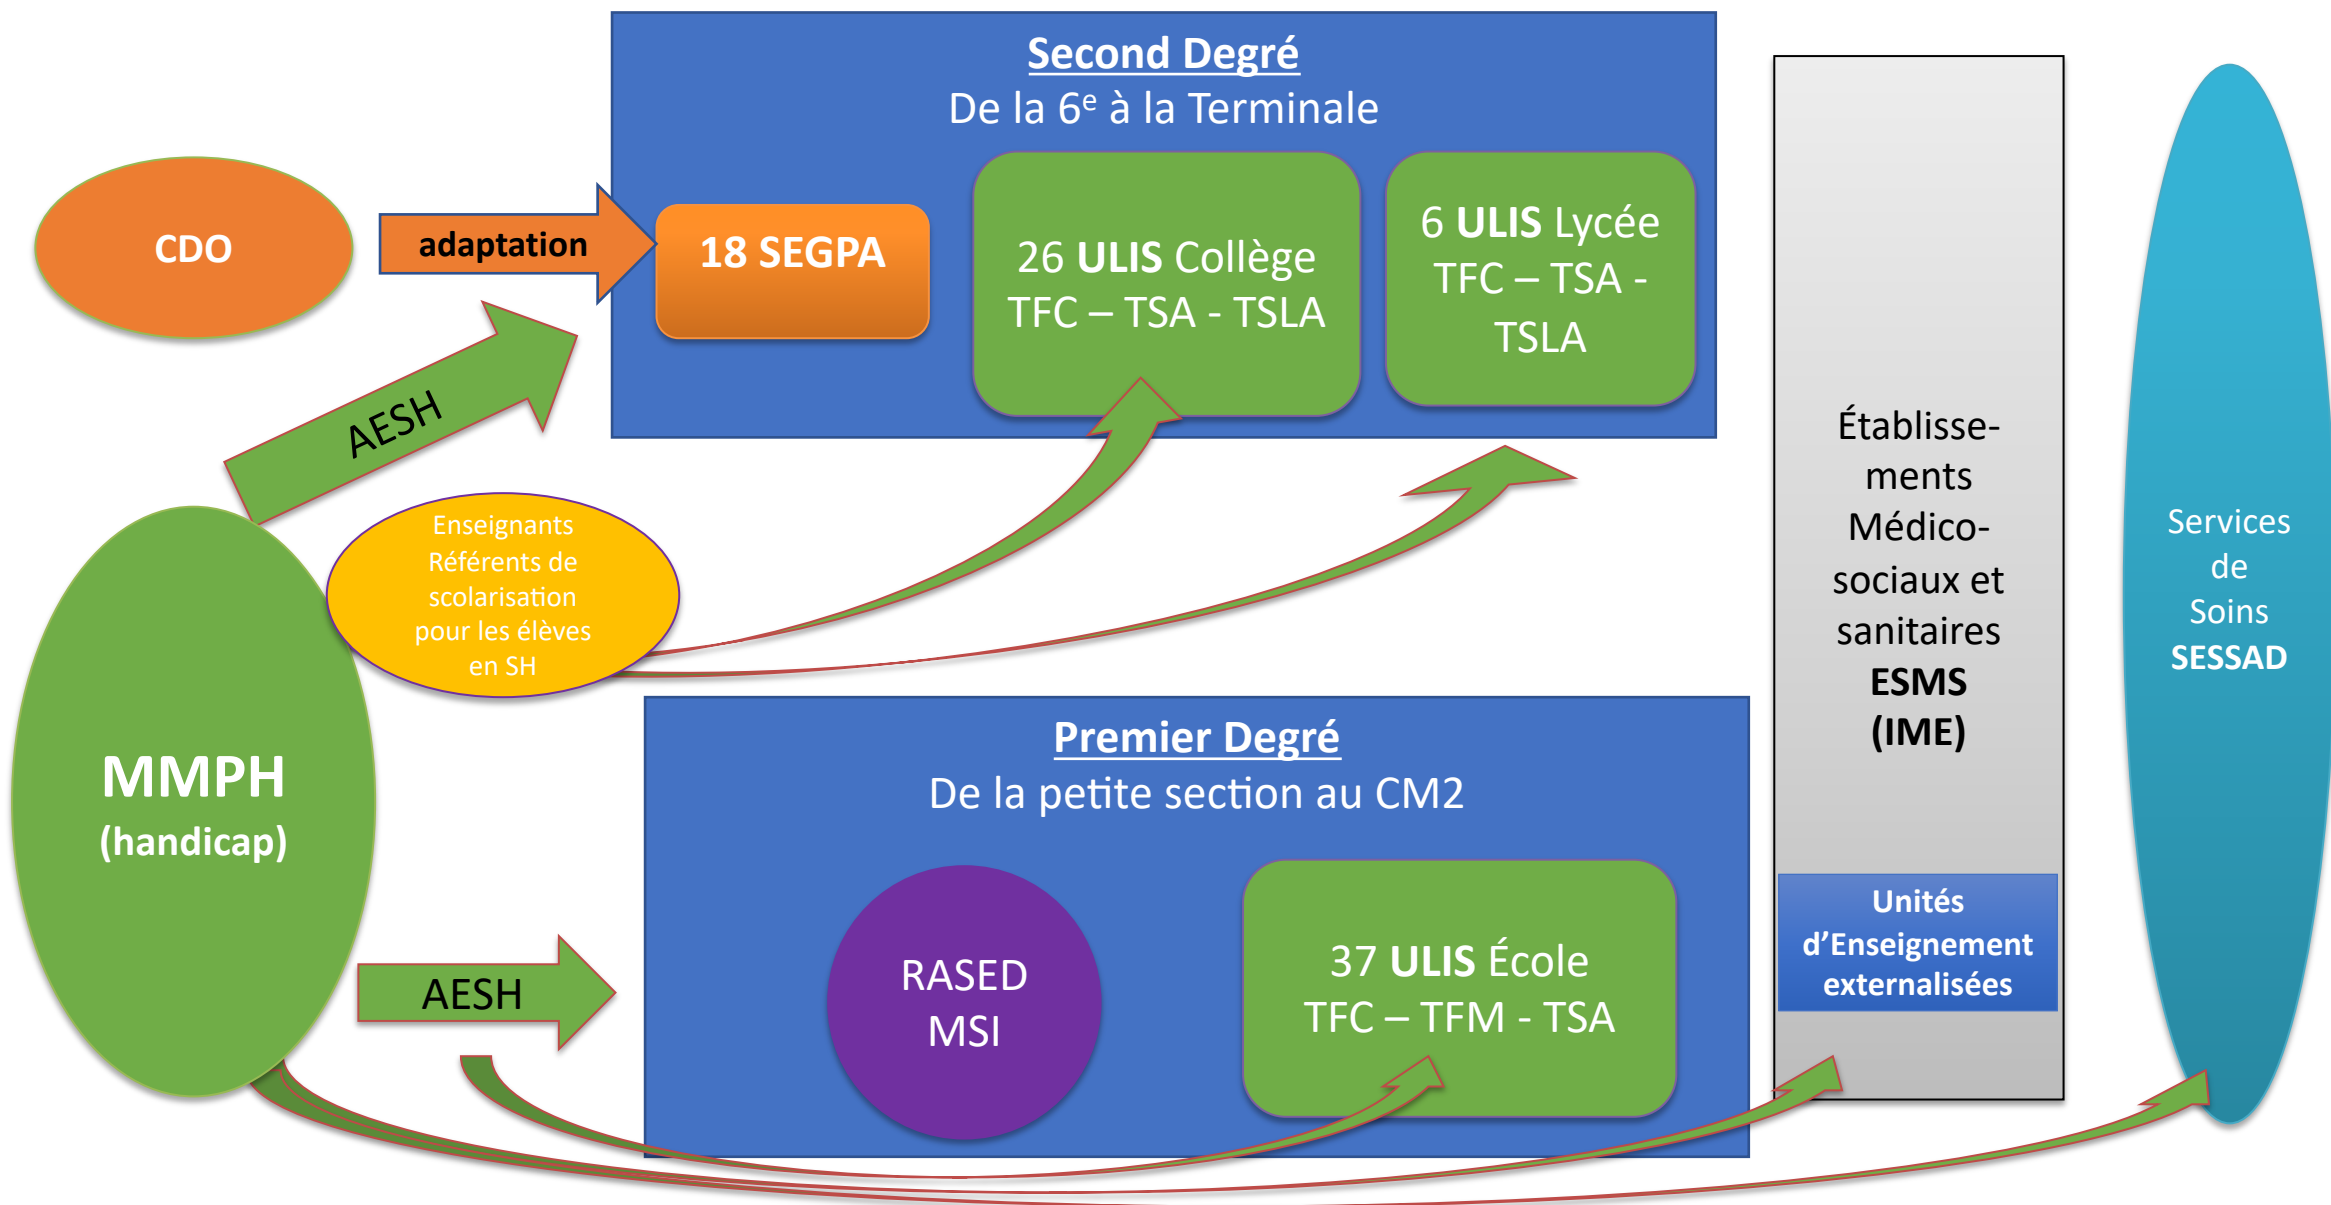 Second Degré
De la 6e à la Terminale
CDO
adaptation
18 SEGPA
26 ULIS Collège
TFC – TSA - TSLA
6 ULIS Lycée
TFC – TSA -
TSLA
AESH
Enseignants
Référents de
scolarisation
pour les élèves
en SH
MMPH
(handicap)
Premier Degré
De la petite section au CM2
AESH
RASED
MSI
37 ULIS École
TFC – TFM - TSA
Établisse-
ments
Médico-
sociaux et
sanitaires
ESMS
(IME)
Unités
d’Enseignement
externalisées
Services
de
Soins
SESSAD